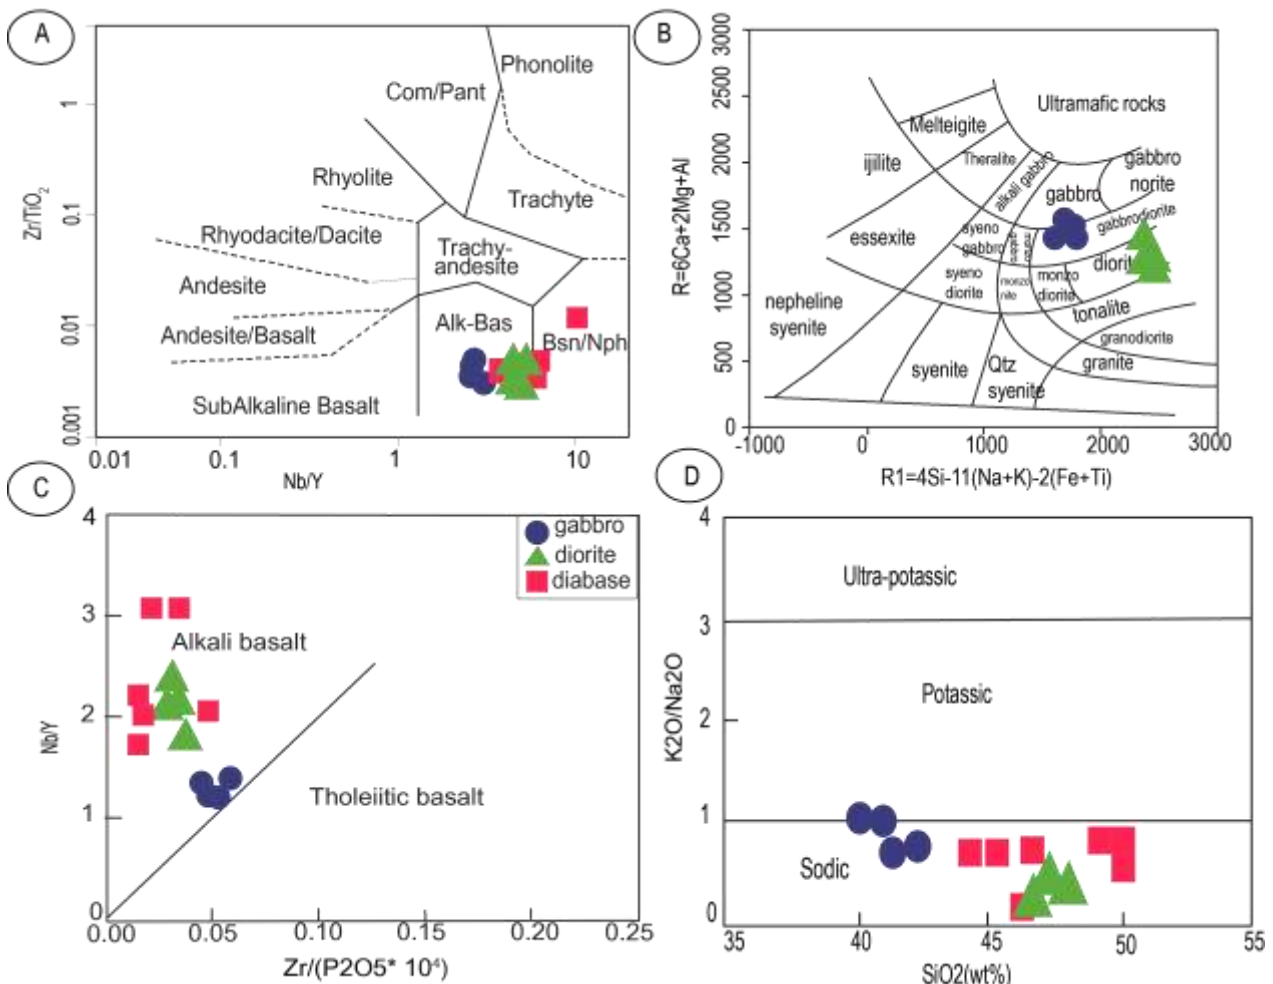 A
Zr/TiO2
1
0.1
0.01
0.001
Phonolite
Com/Pant
Rhyolite
Trachyte
Rhyodacite/Dacite
Trachy-
andesite
Andesite
Andesite/Basalt
Alk-Bas
Bsn/Nph
SubAlkaline Basalt
0.01
0.1
1
10
Nb/Y
B
R=6Ca+2Mg+Al
3000
2500
2000
1500
1000
500
0
Ultramafic rocks
Melteigite
ijilite
Theralite
alkali gabbro
gabbro
norite
gabbro
gabbrodiorite
essexite
syeno
gabbro
monzo
gabbro
diorite
syeno
diorite
monzo
nite
monzo
diorite
nepheline
syenite
tonalite
granodiorite
granite
syenite
Qtz
syenite
-1000
0
1000
2000
3000
R1=4Si-11(Na+K)-2(Fe+Ti)
C
Nb/Y
4
3
2
1
0
gabbro
diorite
diabase
Alkali basalt
Tholeiitic basalt
0.00
0.05
0.10
0.15
0.20
0.25
Zr/(P2O5* 10⁴)
D
K2O/Na2O
4
3
2
1
0
Ultra-potassic
Potassic
Sodic
35
40
45
50
55
SiO2(wt%)